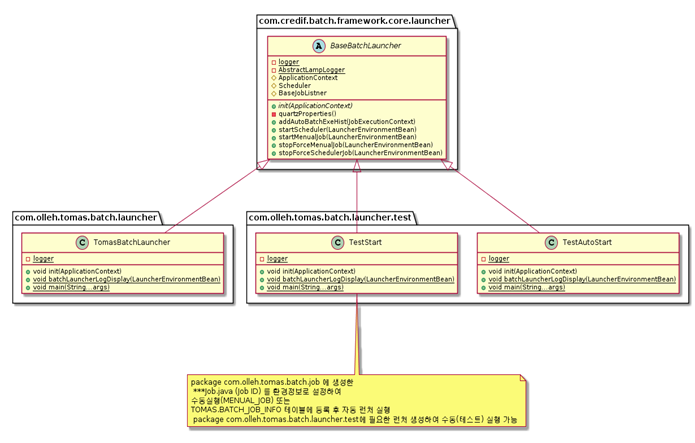 com.credif.batch.framework.core.launcher
A BaseBatchLauncher
logger
AbstractLampLogger
ApplicationContext
Scheduler
BaseJobListner
init(ApplicationContext)
quartzProperties()
addAutoBatchExeHist(JobExecutionContext)
startScheduler(LauncherEnvironmentBean)
startMenualJob(LauncherEnvironmentBean)
stopForceMenualJob(LauncherEnvironmentBean)
stopForceSchedulerJob(LauncherEnvironmentBean)
com.olleh.tomas.batch.launcher
C TomasBatchLauncher
logger
void init(ApplicationContext)
void batchLaucnherLogDisplay(LauncherEnvironmentBean)
void main(String...args)
com.olleh.tomas.batch.launcher.test
C TestStart
logger
void init(ApplicationContext)
void batchLaucnherLogDisplay(LauncherEnvironmentBean)
void main(String...args)
C TestAutoStart
logger
void init(ApplicationContext)
void batchLaucnherLogDisplay(LauncherEnvironmentBean)
void main(String...args)
package com.olleh.tomas.batch.job 에 생성한
***Job.java (Job ID) 를 환경정보로 설정하여
수동실행(MENUAL_JOB) 또는
TOMAS.BATCH_JOB_INFO 테이블에 등록 후 자동 런처 실행
package com.olleh.tomas.batch.launcher.test에 필요한 런처 생성하여 수동(테스트) 실행 가능